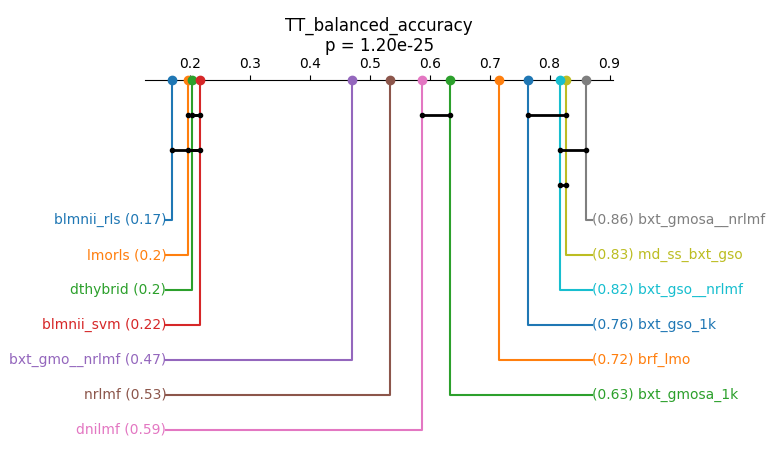 TT_balanced_accuracy
p = 1.20e-25
0.2 0.3 0.4 0.5 0.6 0.7 0.8 0.9
blmnii_rls (0.17) (0.86) bxt_gmosa__nrlmf
lmorls (0.2) (0.83) md_ss_bxt_gso
dthybrid (0.2) (0.82) bxt_gso__nrlmf
blmnii_svm (0.22) (0.76) bxt_gso_1k
bxt_gmo__nrlmf (0.47) (0.72) brf_lmo
nrlmf (0.53) (0.63) bxt_gmosa_1k
dnilmf (0.59)